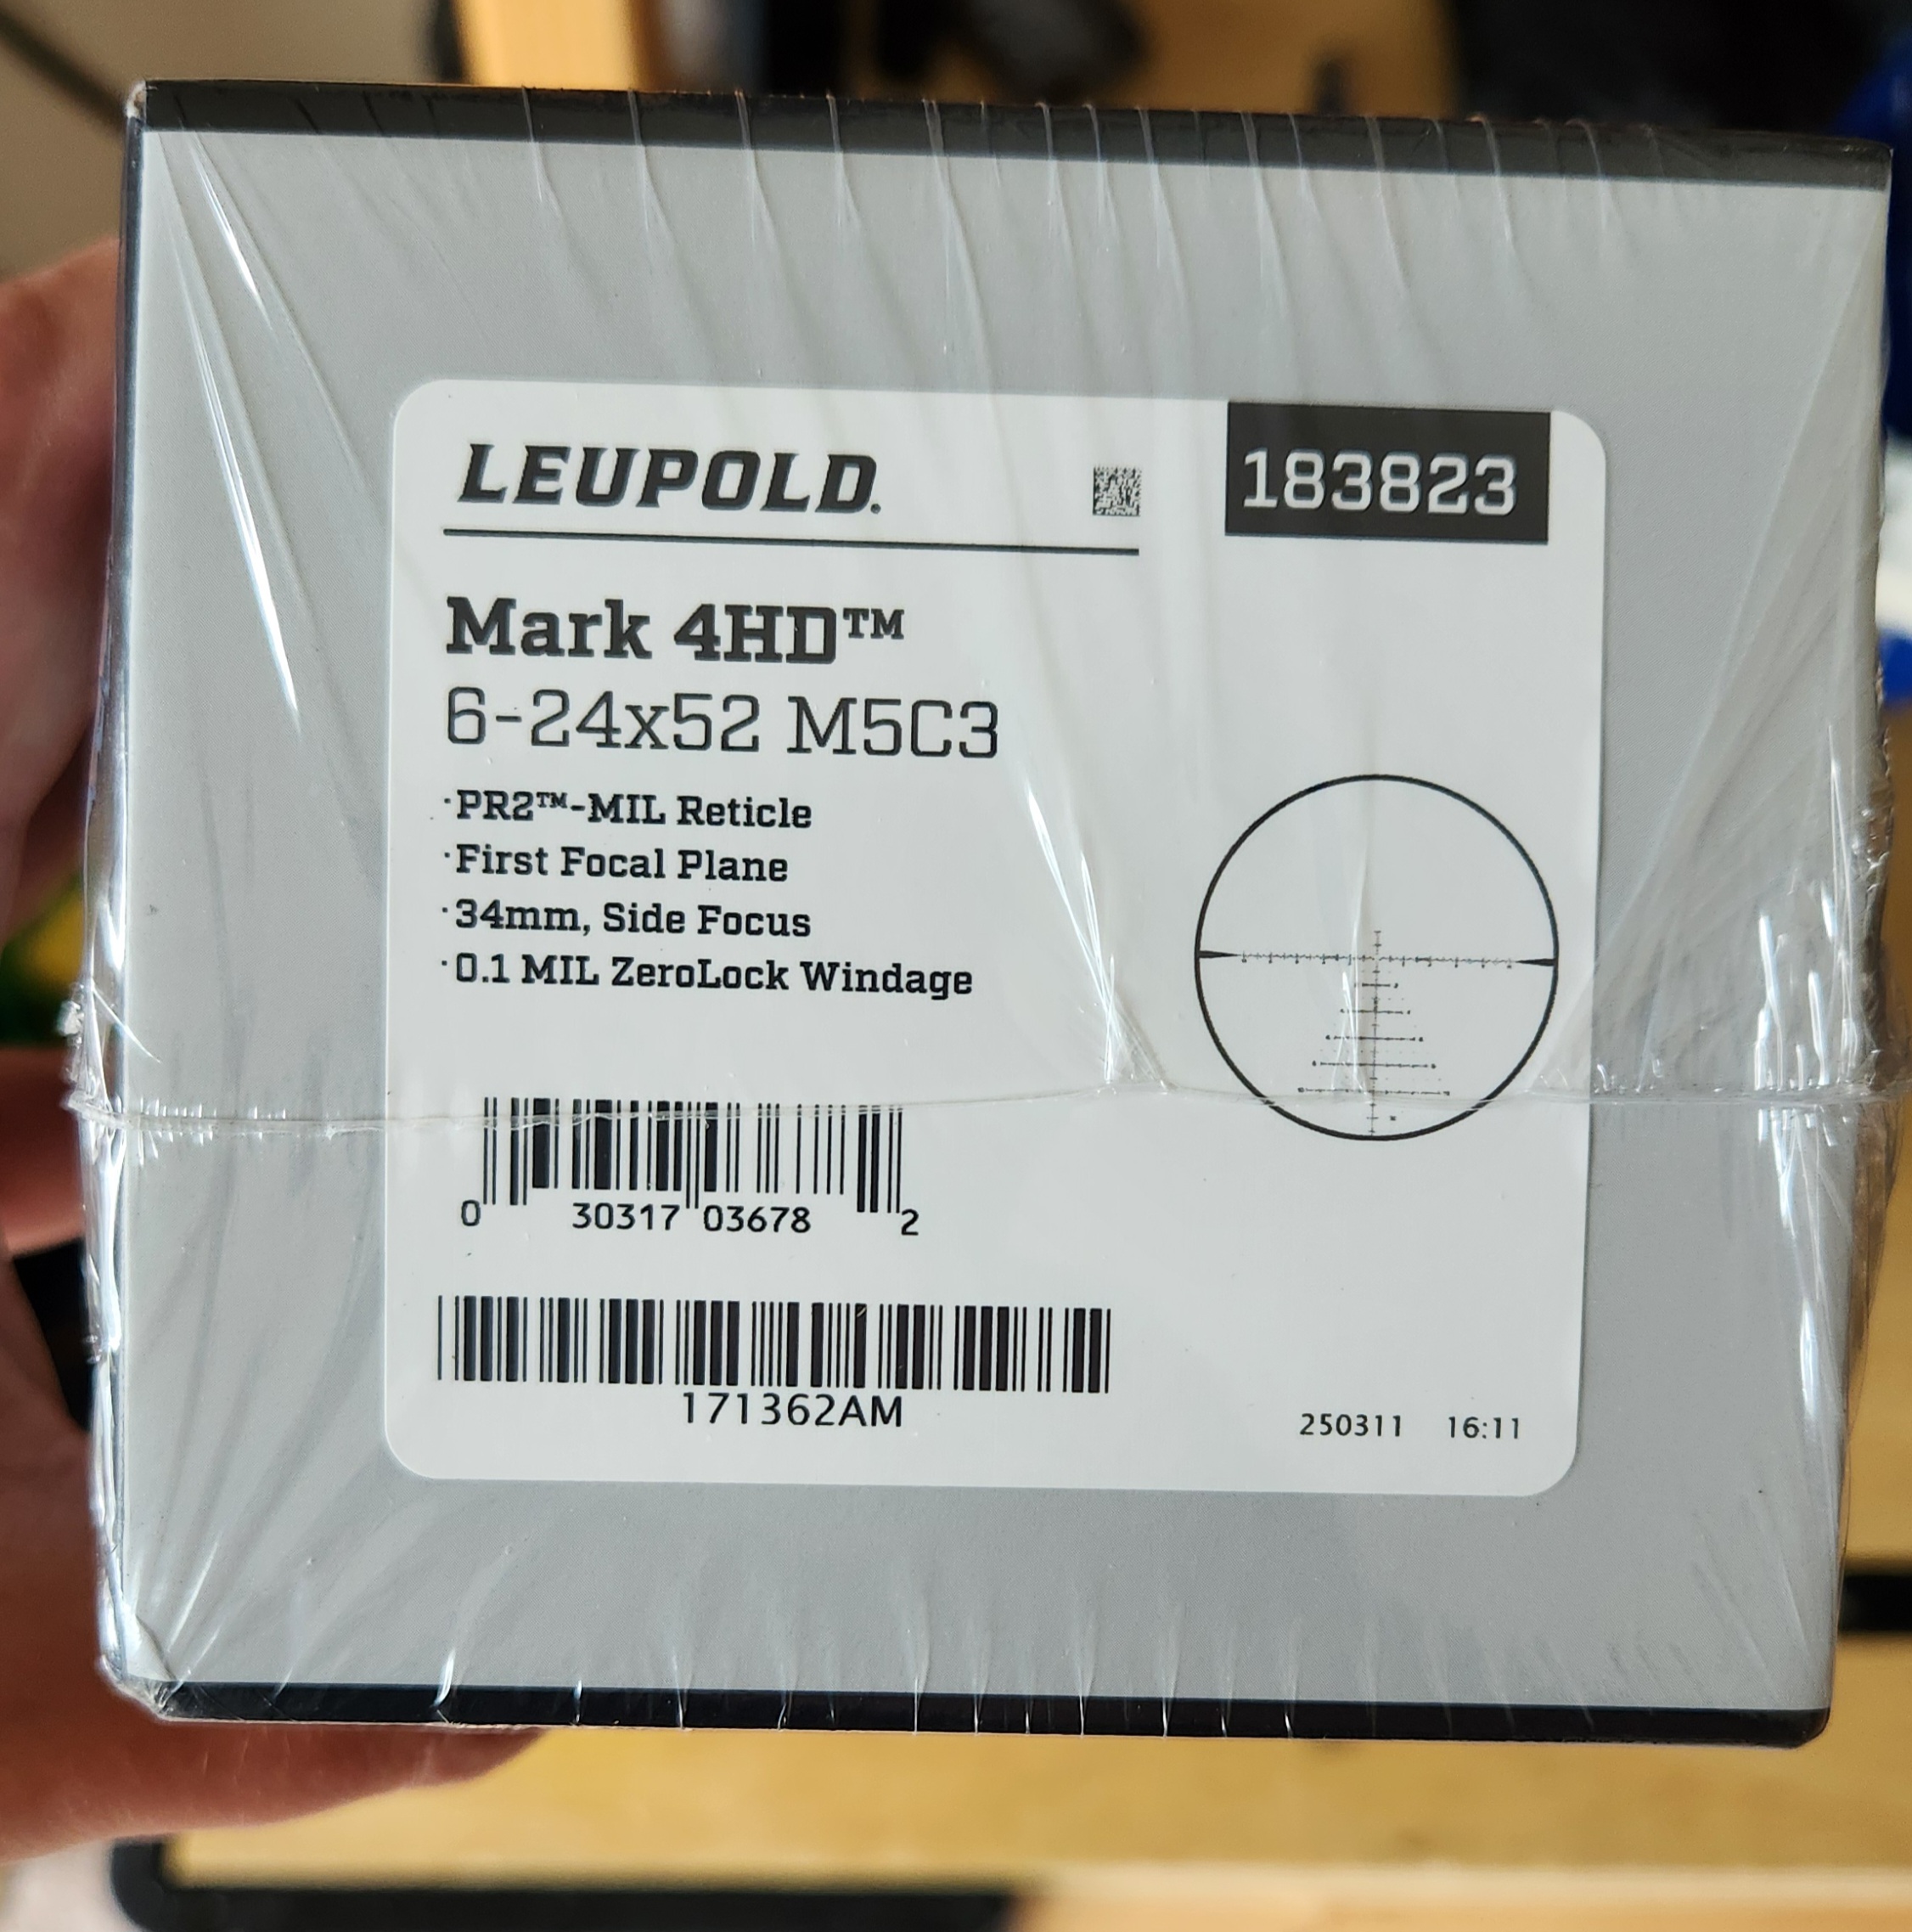 LEUPOLD.
183823
Mark 4HD™
6-24x52 M5C3
·PR2™-MIL Reticle
·First Focal Plane
·34mm, Side Focus
·0.1 MIL ZeroLock Windage
0 30317 03678 2
171362AM
250311 16:11